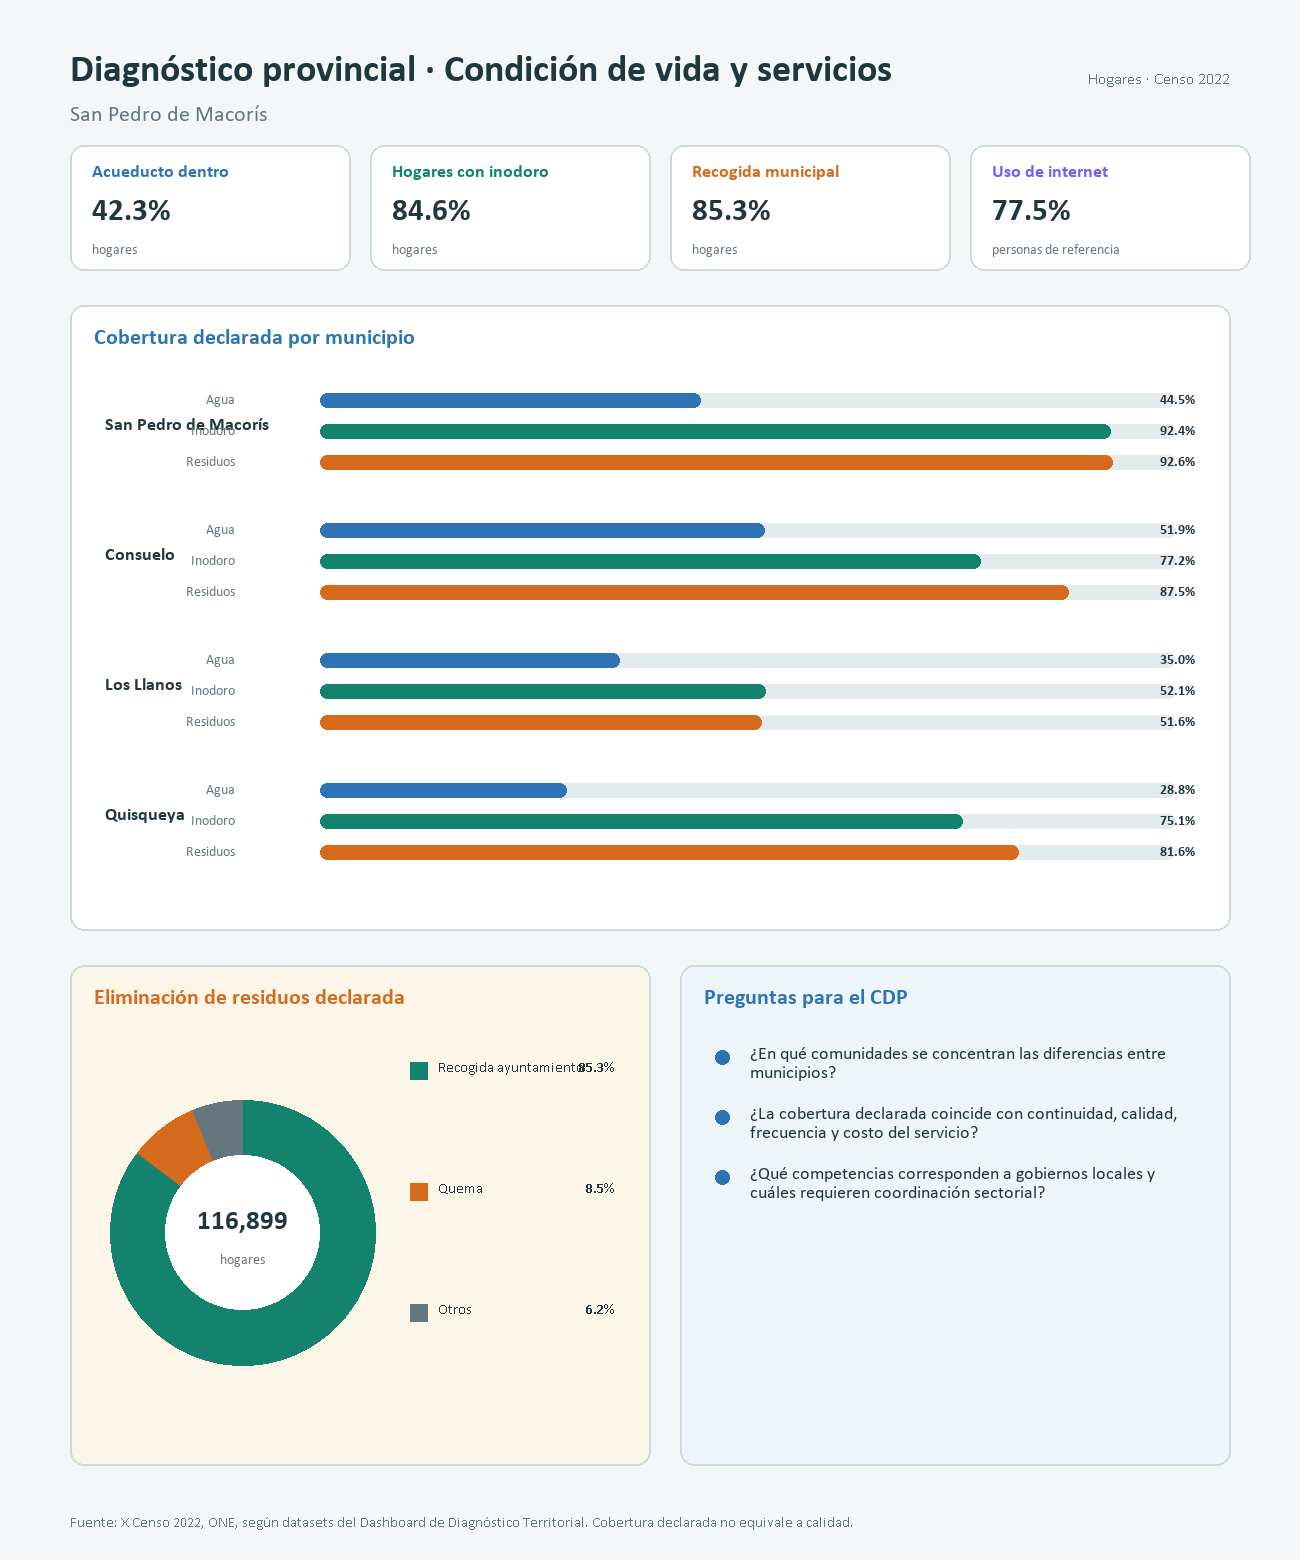 Diagnóstico provincial · Condición de vida y servicios
Hogares · Censo 2022
San Pedro de Macorís
Acueducto dentro
42.3%
hogares
Hogares con inodoro
84.6%
hogares
Recogida municipal
85.3%
hogares
Uso de internet
77.5%
personas de referencia
Cobertura declarada por municipio
San Pedro de Macorís
Agua
44.5%
Inodoro
92.4%
Residuos
92.6%
Consuelo
Agua
51.9%
Inodoro
77.2%
Residuos
87.5%
Los Llanos
Agua
35.0%
Inodoro
52.1%
Residuos
51.6%
Quisqueya
Agua
28.8%
Inodoro
75.1%
Residuos
81.6%
Eliminación de residuos declarada
116,899
hogares
Recogida ayuntamiento
85.3%
Quema
8.5%
Otros
6.2%
Preguntas para el CDP
¿En qué comunidades se concentran las diferencias entre
municipios?
¿La cobertura declarada coincide con continuidad, calidad,
frecuencia y costo del servicio?
¿Qué competencias corresponden a gobiernos locales y
cuáles requieren coordinación sectorial?
Fuente: X Censo 2022, ONE, según datasets del Dashboard de Diagnóstico Territorial. Cobertura declarada no equivale a calidad.